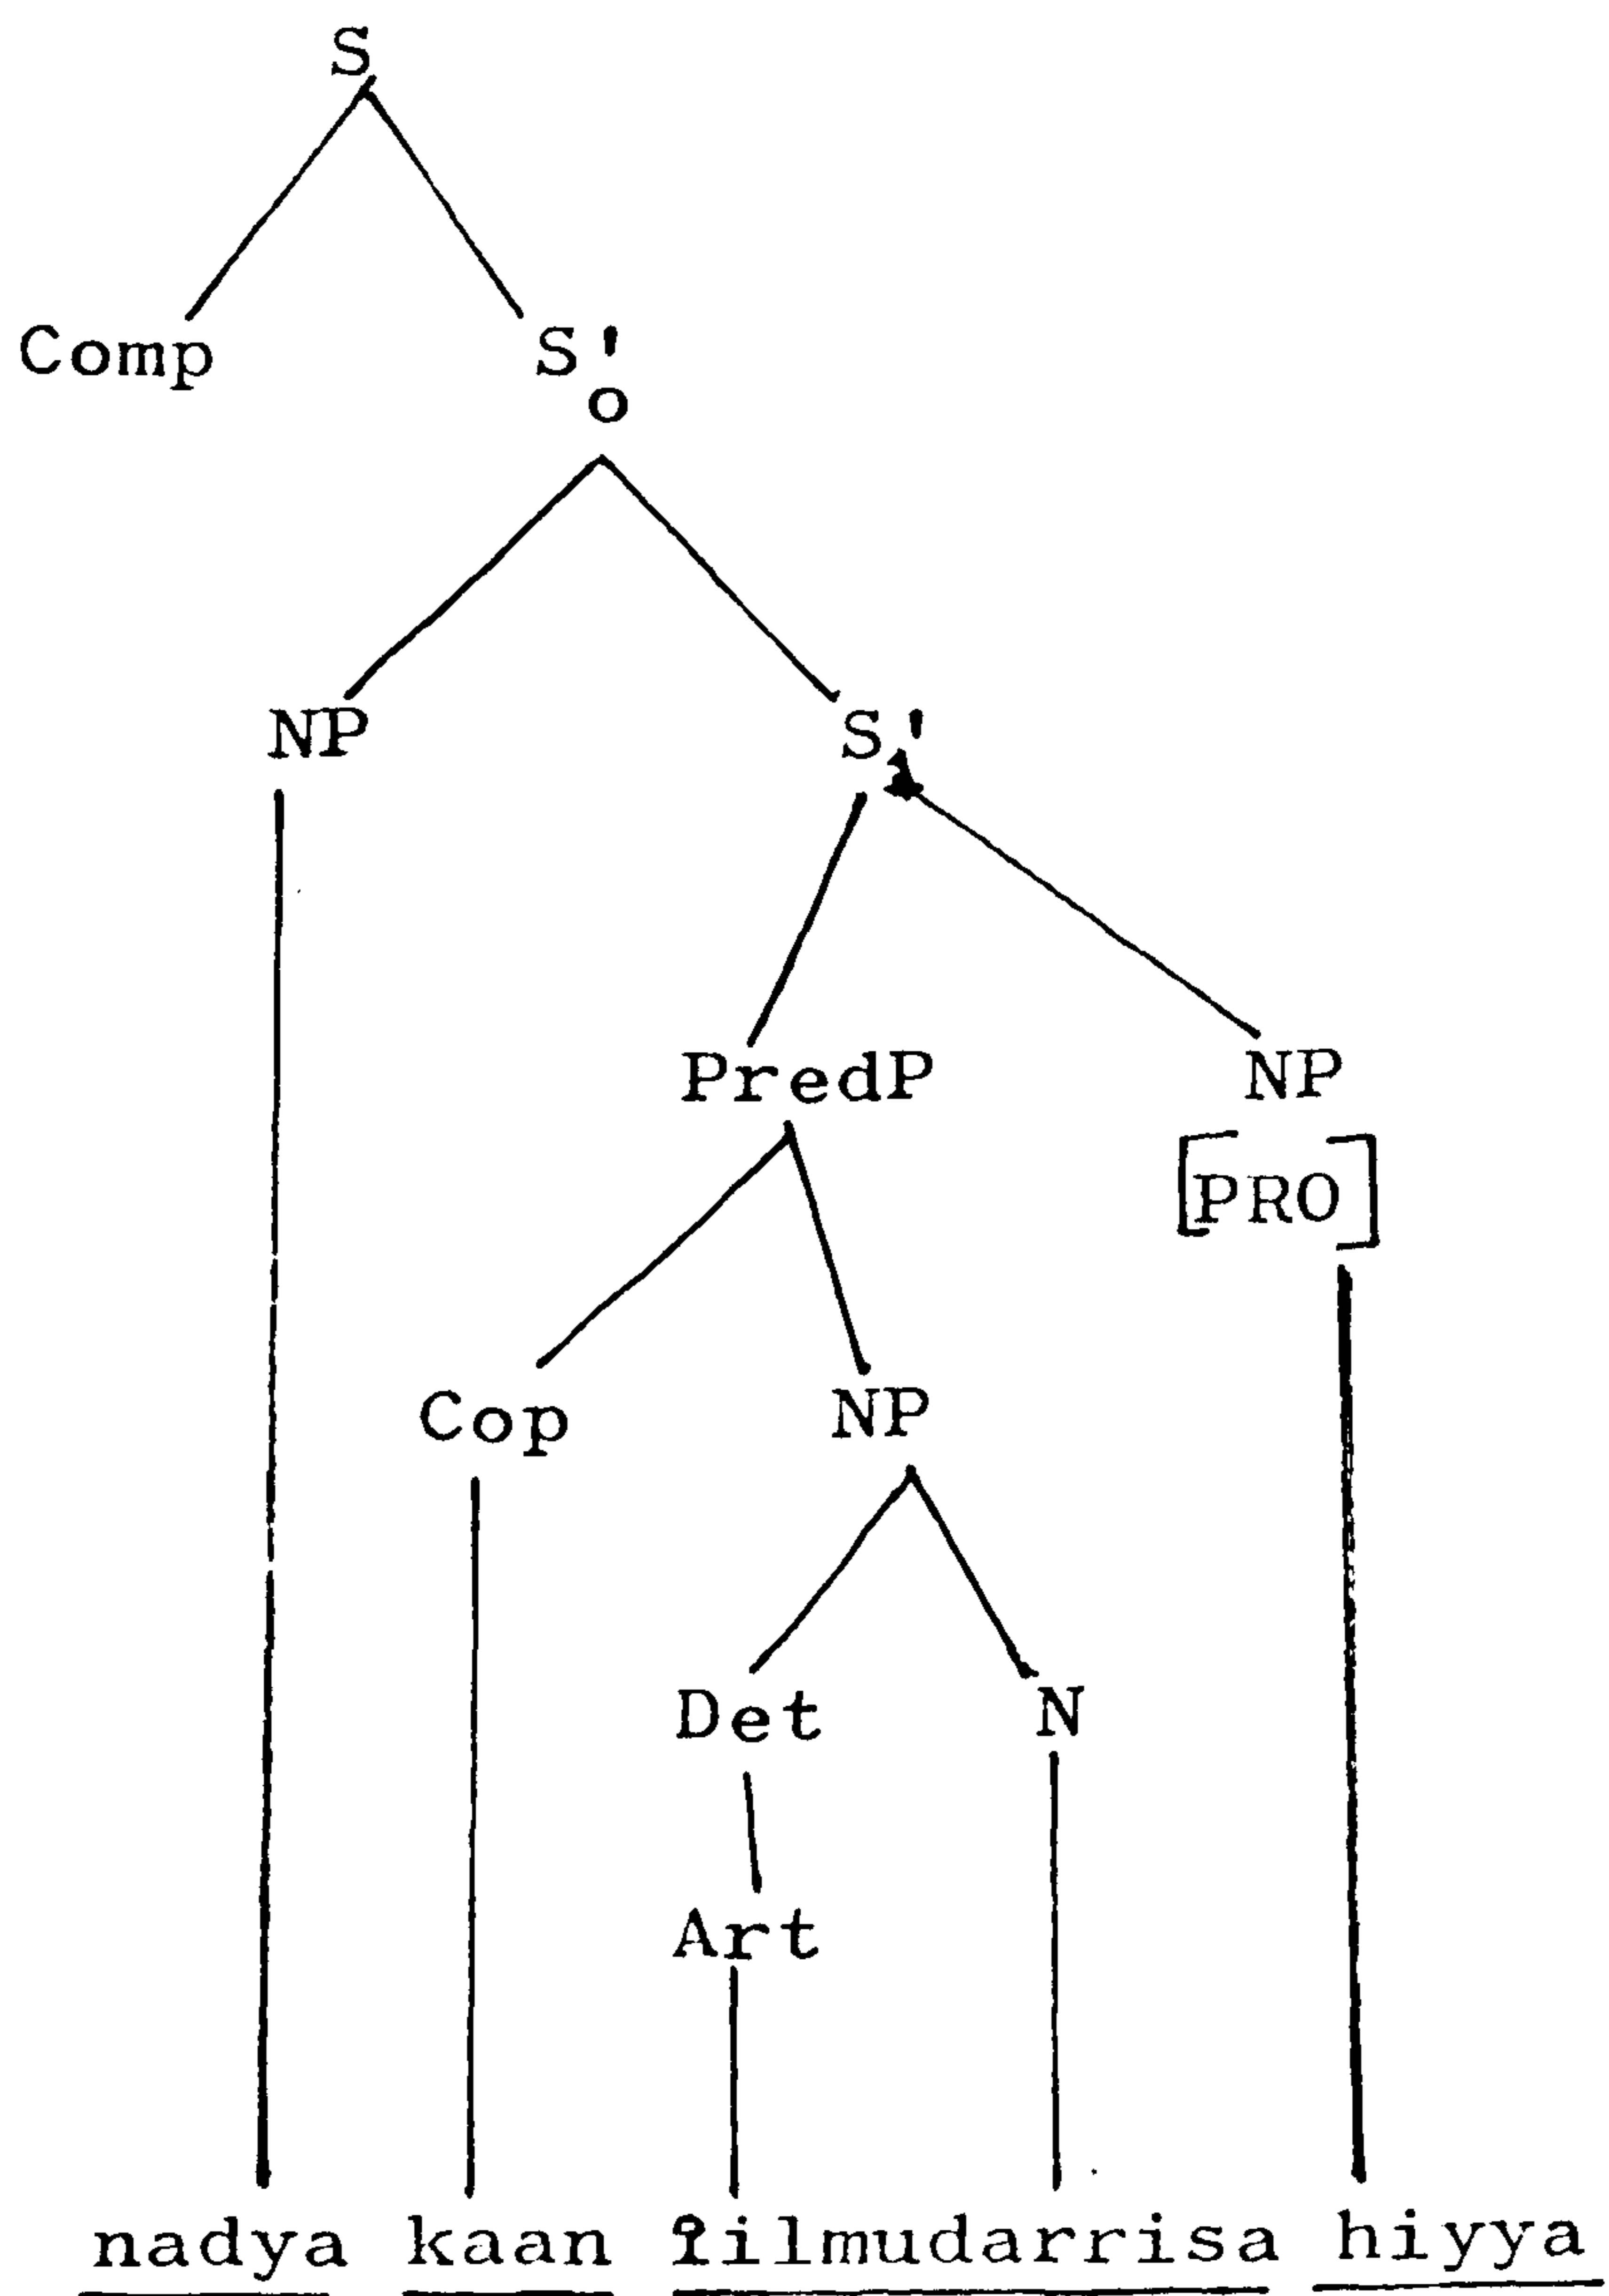 S
Comp S'
o
NP S'
PredP NP
[PRO]
Cop NP
Det N
Art
nadya kaan ʔilmudarrisa hiyya